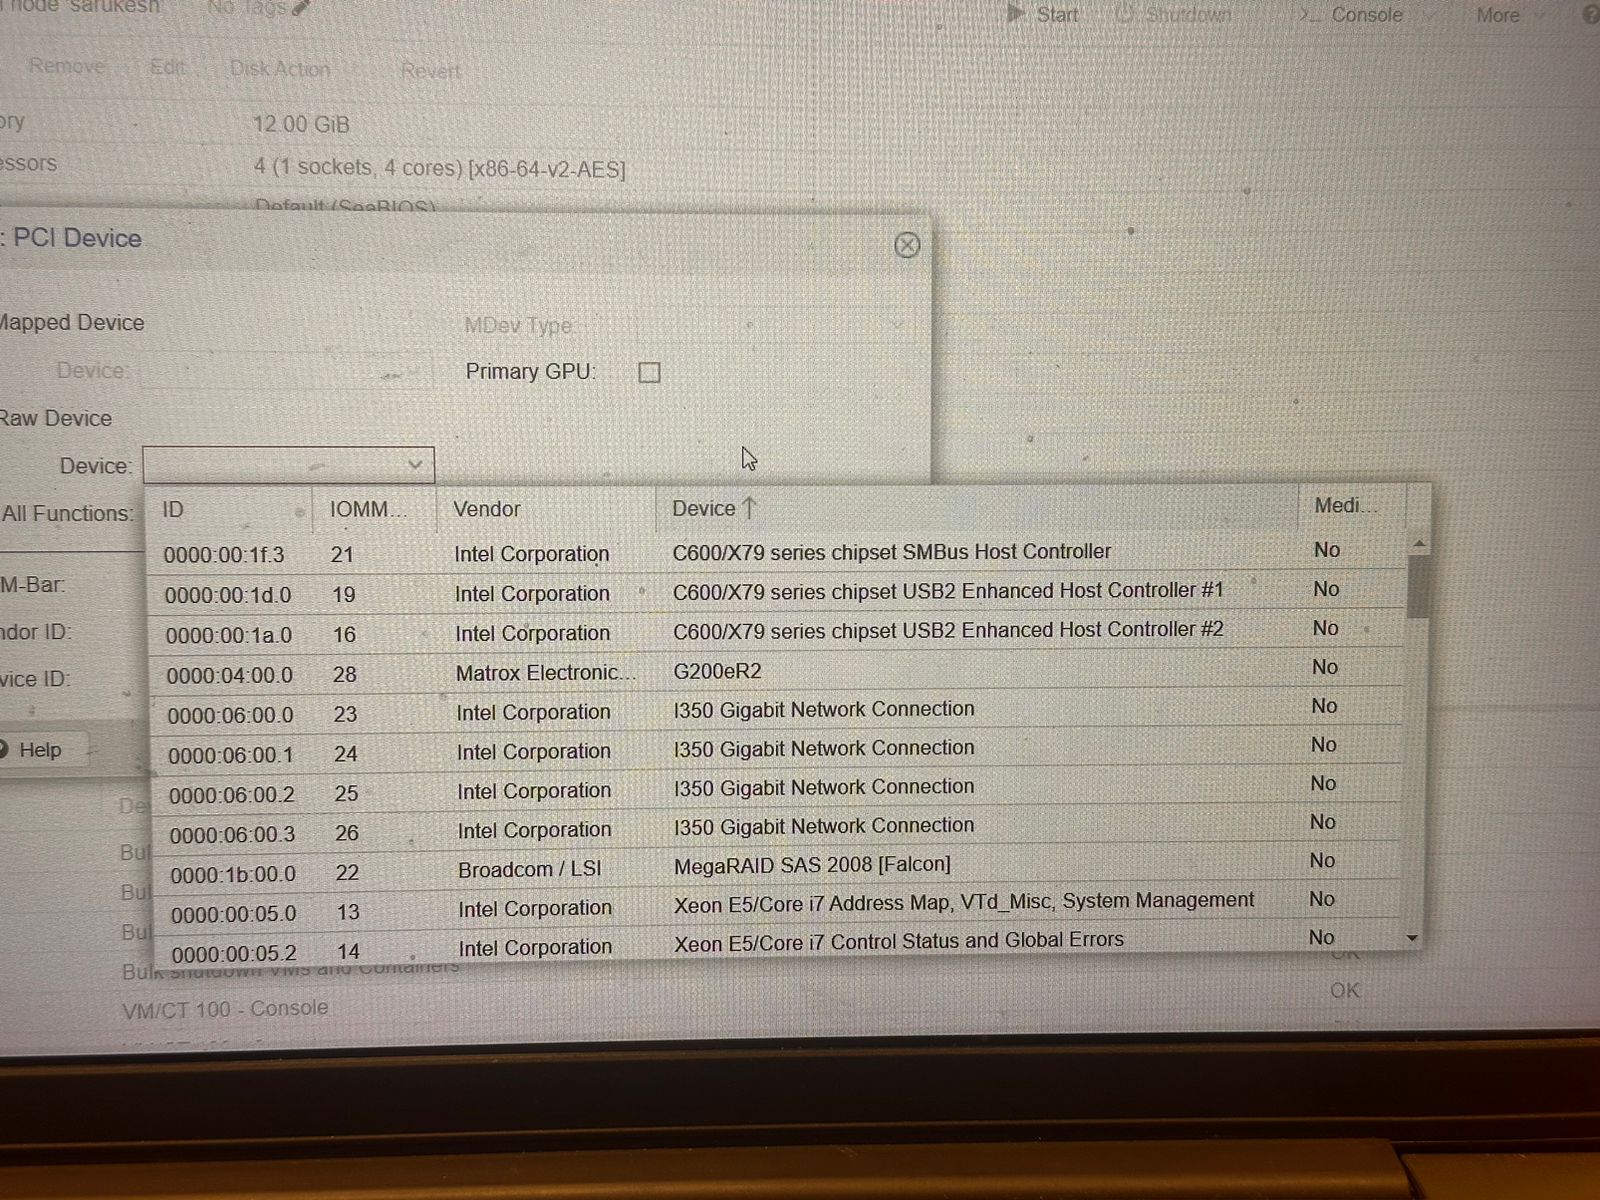 node 'sarukesh' No Tags Start Shutdown Console More
Remove Edit Disk Action Revert
ory 12.00 GiB
essors 4 (1 sockets, 4 cores) [x86-64-v2-AES]
Default (SeaBIOS)
: PCI Device
Mapped Device MDev Type:
Device: Primary GPU:
Raw Device
Device:
All Functions: ID IOMM... Vendor Device ↑ Medi...
0000:00:1f.3 21 Intel Corporation C600/X79 series chipset SMBus Host Controller No
M-Bar: 0000:00:1d.0 19 Intel Corporation C600/X79 series chipset USB2 Enhanced Host Controller #1 No
ndor ID: 0000:00:1a.0 16 Intel Corporation C600/X79 series chipset USB2 Enhanced Host Controller #2 No
vice ID: 0000:04:00.0 28 Matrox Electronic... G200eR2 No
0000:06:00.0 23 Intel Corporation I350 Gigabit Network Connection No
Help 0000:06:00.1 24 Intel Corporation I350 Gigabit Network Connection No
De 0000:06:00.2 25 Intel Corporation I350 Gigabit Network Connection No
Bul 0000:06:00.3 26 Intel Corporation I350 Gigabit Network Connection No
Bul 0000:1b:00.0 22 Broadcom / LSI MegaRAID SAS 2008 [Falcon] No
Bul 0000:00:05.0 13 Intel Corporation Xeon E5/Core i7 Address Map, VTd_Misc, System Management No
0000:00:05.2 14 Intel Corporation Xeon E5/Core i7 Control Status and Global Errors No
Bulk shutdown VMs and Containers OK
VM/CT 100 - Console OK